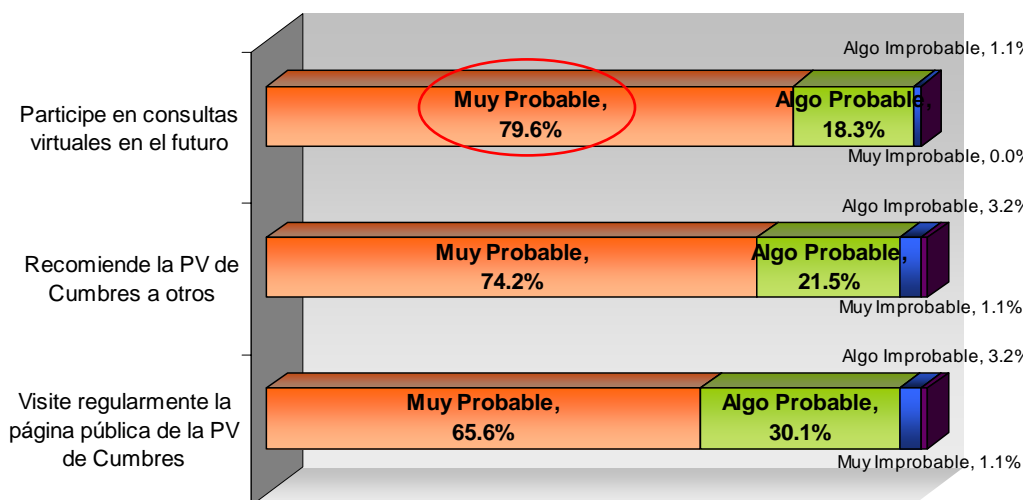 Algo Improbable, 1.1%
Participe en consultas
virtuales en el futuro
Muy Probable,
79.6%
Algo Probable,
18.3%
Muy Improbable, 0.0%
Algo Improbable, 3.2%
Recomiende la PV de
Cumbres a otros
Muy Probable,
74.2%
Algo Probable,
21.5%
Muy Improbable, 1.1%
Algo Improbable, 3.2%
Visite regularmente la
página pública de la PV
de Cumbres
Muy Probable,
65.6%
Algo Probable,
30.1%
Muy Improbable, 1.1%